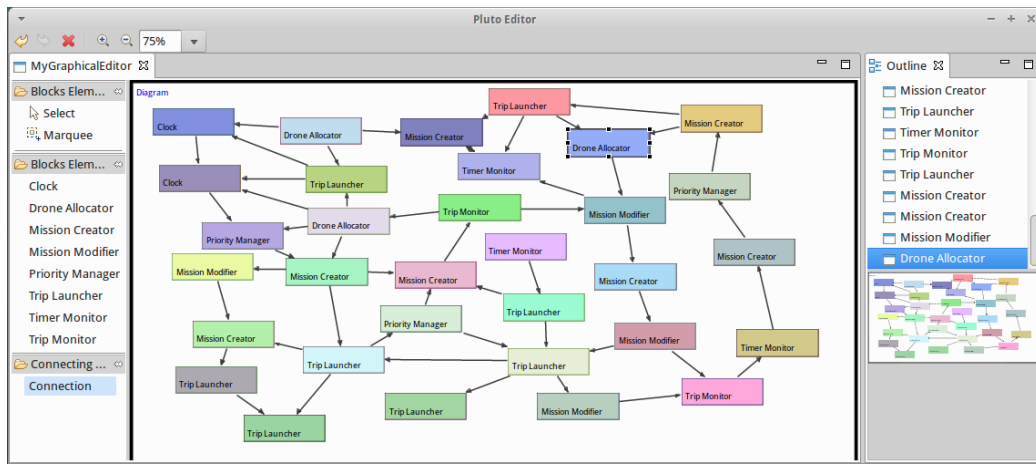 Pluto Editor
75%
MyGraphicalEditor
Blocks Elem...
Select
Marquee
Blocks Elem...
Clock
Drone Allocator
Mission Creator
Mission Modifier
Priority Manager
Trip Launcher
Timer Monitor
Trip Monitor
Connecting ...
Connection
Diagram
Trip Launcher
Clock
Drone Allocator
Mission Creator
Mission Creator
Drone Allocator
Timer Monitor
Clock
Trip Launcher
Priority Manager
Trip Monitor
Mission Modifier
Drone Allocator
Priority Manager
Timer Monitor
Mission Creator
Mission Modifier
Mission Creator
Mission Creator
Mission Creator
Trip Launcher
Priority Manager
Mission Creator
Mission Modifier
Timer Monitor
Trip Launcher
Trip Launcher
Trip Launcher
Trip Monitor
Trip Launcher
Mission Modifier
Trip Launcher
Outline
Mission Creator
Trip Launcher
Timer Monitor
Trip Monitor
Trip Launcher
Mission Creator
Mission Creator
Mission Modifier
Drone Allocator